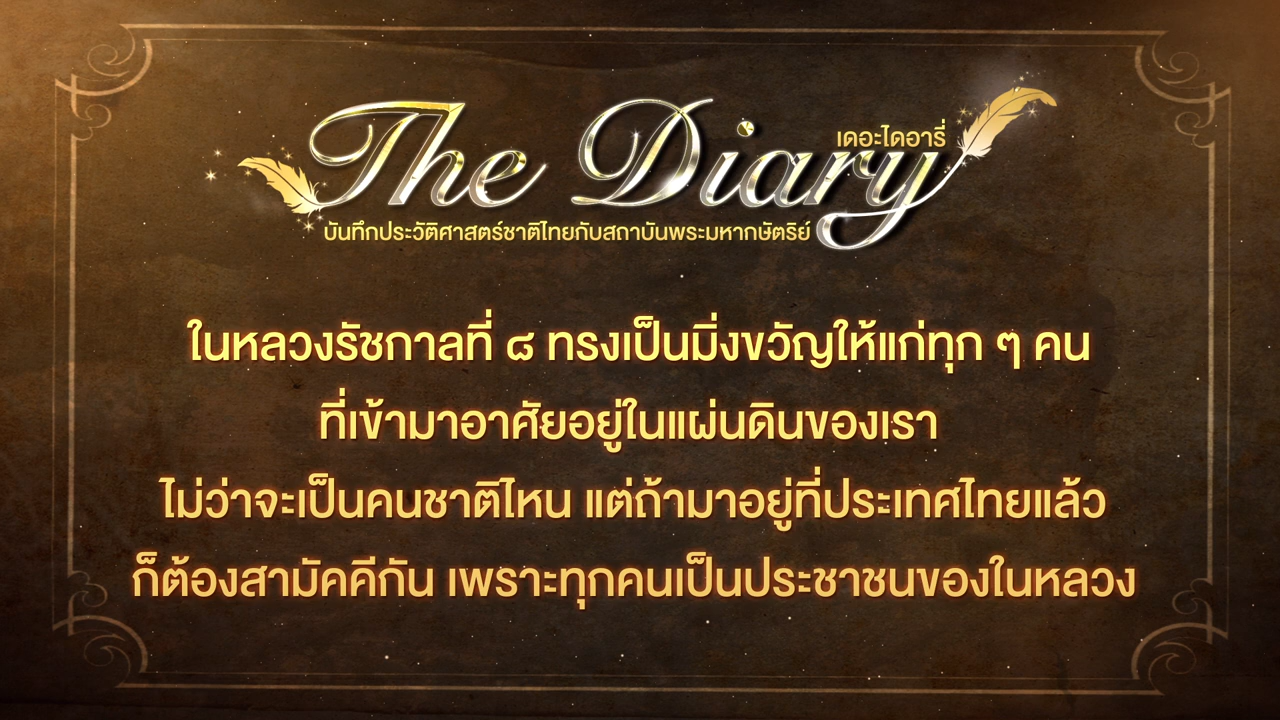 The Diary
เดอะไดอารี่
บันทึกประวัติศาสตร์ชาติไทยกับสถาบันพระมหากษัตริย์
ในหลวงรัชกาลที่ ๘ ทรงเป็นมิ่งขวัญให้แก่ทุก ๆ คน
ที่เข้ามาอาศัยอยู่ในแผ่นดินของเรา
ไม่ว่าจะเป็นคนชาติไหน แต่ถ้ามาอยู่ที่ประเทศไทยแล้ว
ก็ต้องสามัคคีกัน เพราะทุกคนเป็นประชาชนของในหลวง